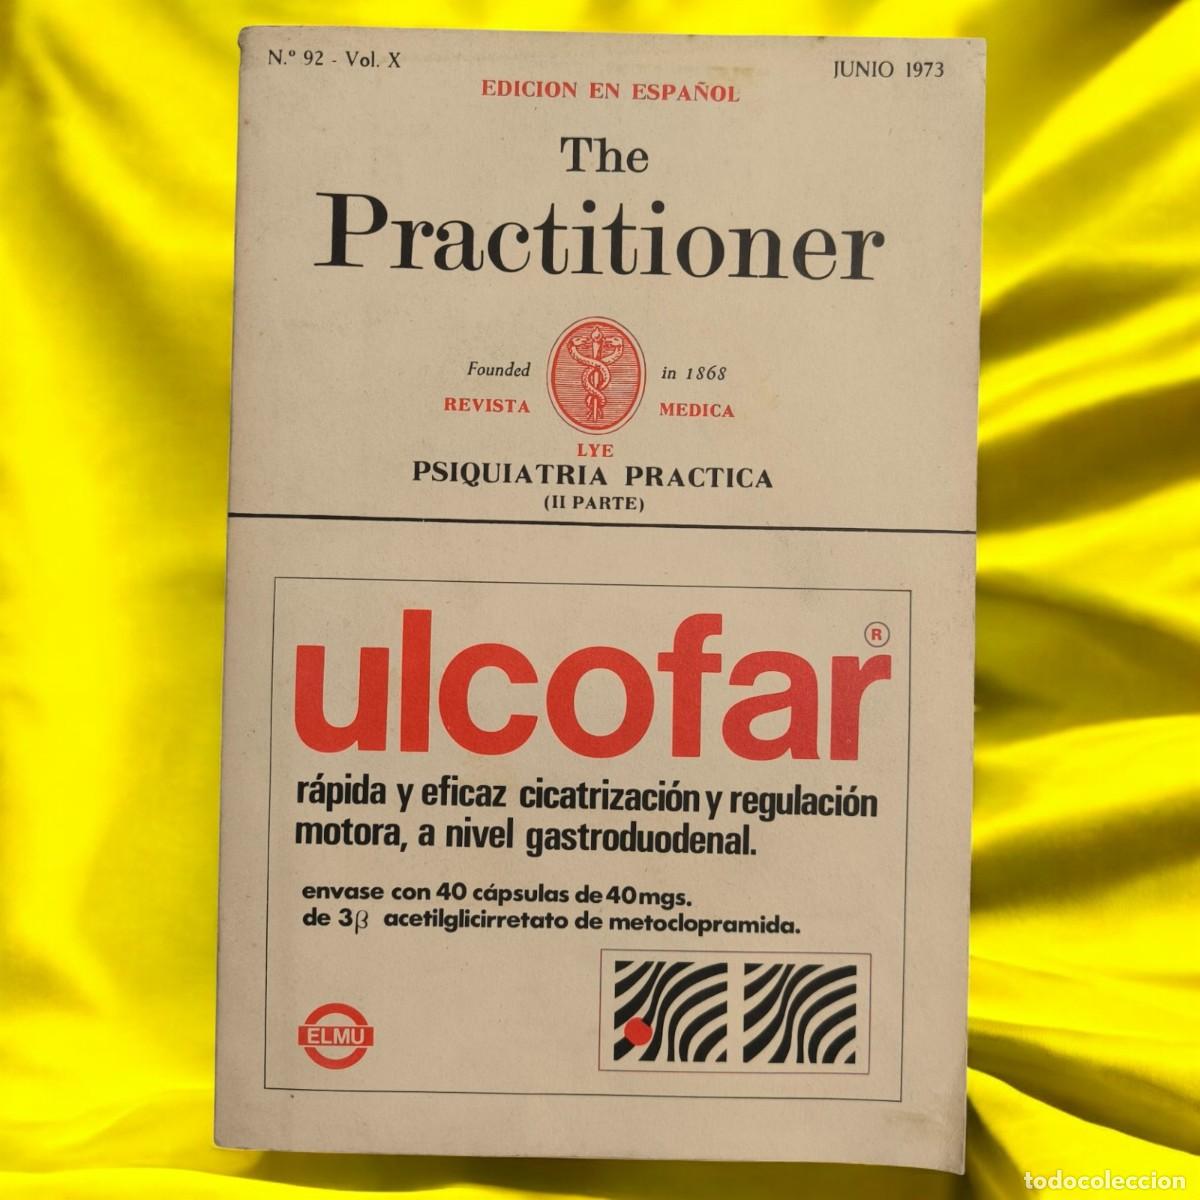 N.º 92 - Vol. X
JUNIO 1973
EDICION EN ESPAÑOL
The
Practitioner
Founded in 1868
REVISTA MEDICA
LYE
PSIQUIATRIA PRACTICA
(II PARTE)
ulcofar®
rápida y eficaz cicatrización y regulación
motora, a nivel gastroduodenal.
envase con 40 cápsulas de 40mgs.
de 3β acetilglicirretato de metoclopramida.
ELMU
todocoleccion